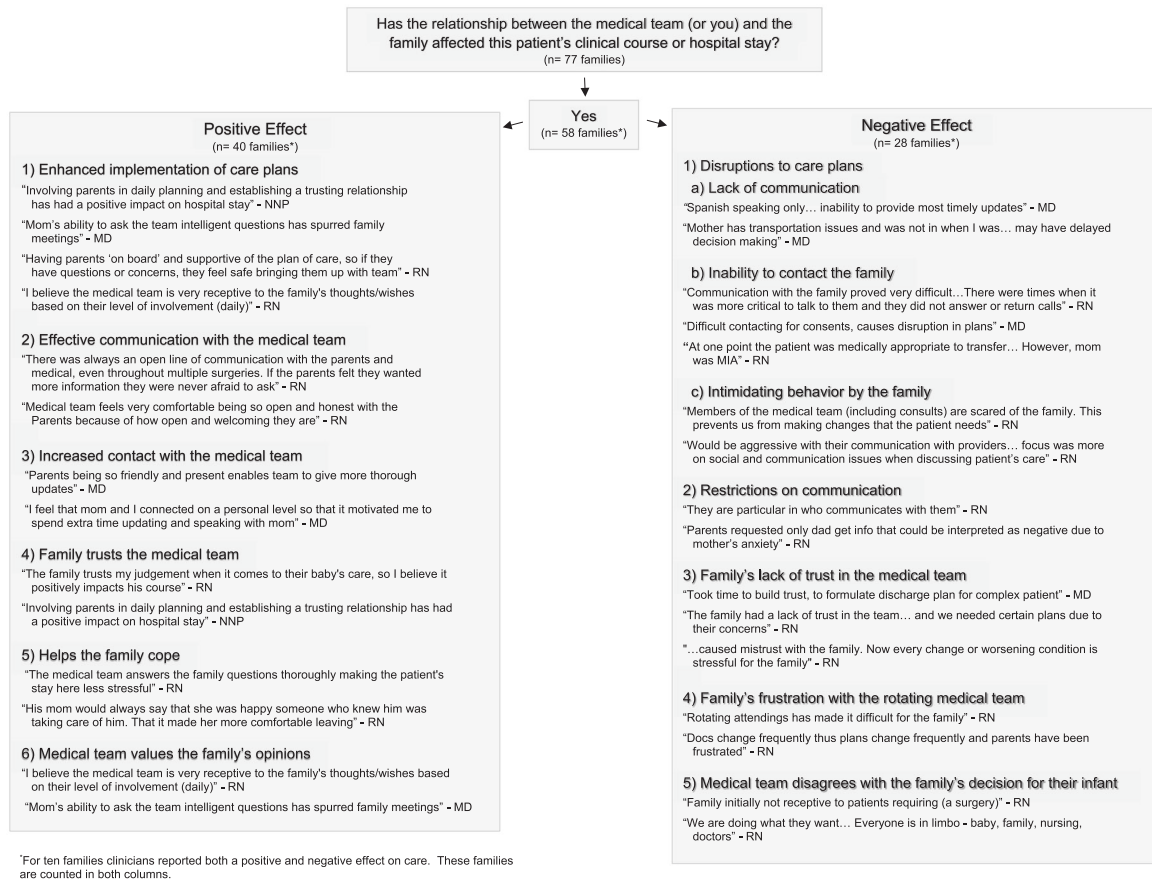 Has the relationship between the medical team (or you) and the
family affected this patient's clinical course or hospital stay?
(n= 77 families)
Yes
(n= 58 families*)
Positive Effect
(n= 40 families*)
1) Enhanced implementation of care plans
"Involving parents in daily planning and establishing a trusting relationship
has had a positive impact on hospital stay" - NNP
"Mom's ability to ask the team intelligent questions has spurred family
meetings" - MD
"Having parents 'on board' and supportive of the plan of care, so if they
have questions or concerns, they feel safe bringing them up with team" - RN
"I believe the medical team is very receptive to the family's thoughts/wishes
based on their level of involvement (daily)" - RN
2) Effective communication with the medical team
"There was always an open line of communication with the parents and
medical, even throughout multiple surgeries. If the parents felt they wanted
more information they were never afraid to ask" - RN
"Medical team feels very comfortable being so open and honest with the
Parents because of how open and welcoming they are" - RN
3) Increased contact with the medical team
"Parents being so friendly and present enables team to give more thorough
updates" - MD
"I feel that mom and I connected on a personal level so that it motivated me to
spend extra time updating and speaking with mom" - MD
4) Family trusts the medical team
"The family trusts my judgement when it comes to their baby's care, so I believe it
positively impacts his course" - RN
"Involving parents in daily planning and establishing a trusting relationship has had
a positive impact on hospital stay" - NNP
5) Helps the family cope
"The medical team answers the family questions thoroughly making the patient's
stay here less stressful" - RN
"His mom would always say that she was happy someone who knew him was
taking care of him. That it made her more comfortable leaving" - RN
6) Medical team values the family's opinions
"I believe the medical team is very receptive to the family's thoughts/wishes based
on their level of involvement (daily)" - RN
"Mom's ability to ask the team intelligent questions has spurred family meetings" - MD
Negative Effect
(n= 28 families*)
1) Disruptions to care plans
a) Lack of communication
"Spanish speaking only… inability to provide most timely updates" - MD
"Mother has transportation issues and was not in when I was… may have delayed
decision making" - MD
b) Inability to contact the family
"Communication with the family proved very difficult…There were times when it
was more critical to talk to them and they did not answer or return calls" - RN
"Difficult contacting for consents, causes disruption in plans" - MD
"At one point the patient was medically appropriate to transfer… However, mom
was MIA" - RN
c) Intimidating behavior by the family
"Members of the medical team (including consults) are scared of the family. This
prevents us from making changes that the patient needs" - RN
"Would be aggressive with their communication with providers… focus was more
on social and communication issues when discussing patient's care" - RN
2) Restrictions on communication
"They are particular in who communicates with them" - RN
"Parents requested only dad get info that could be interpreted as negative due to
mother's anxiety" - RN
3) Family's lack of trust in the medical team
"Took time to build trust, to formulate discharge plan for complex patient" - MD
"The family had a lack of trust in the team… and we needed certain plans due to
their concerns" - RN
"…caused mistrust with the family. Now every change or worsening condition is
stressful for the family" - RN
4) Family's frustration with the rotating medical team
"Rotating attendings has made it difficult for the family" - RN
"Docs change frequently thus plans change frequently and parents have been
frustrated" - RN
5) Medical team disagrees with the family's decision for their infant
"Family initially not receptive to patients requiring (a surgery)" - RN
"We are doing what they want… Everyone is in limbo - baby, family, nursing,
doctors" - RN
*For ten families clinicians reported both a positive and negative effect on care. These families
are counted in both columns.